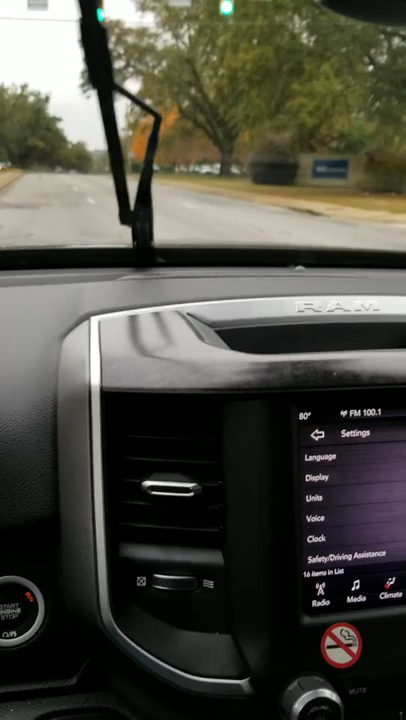 RAM
80° FM 100.1
Settings
Language
Display
Units
Voice
Clock
Safety/Driving Assistance
16 items in List
Radio Media Climate
START
ENGINE
STOP
RUN
MUTE